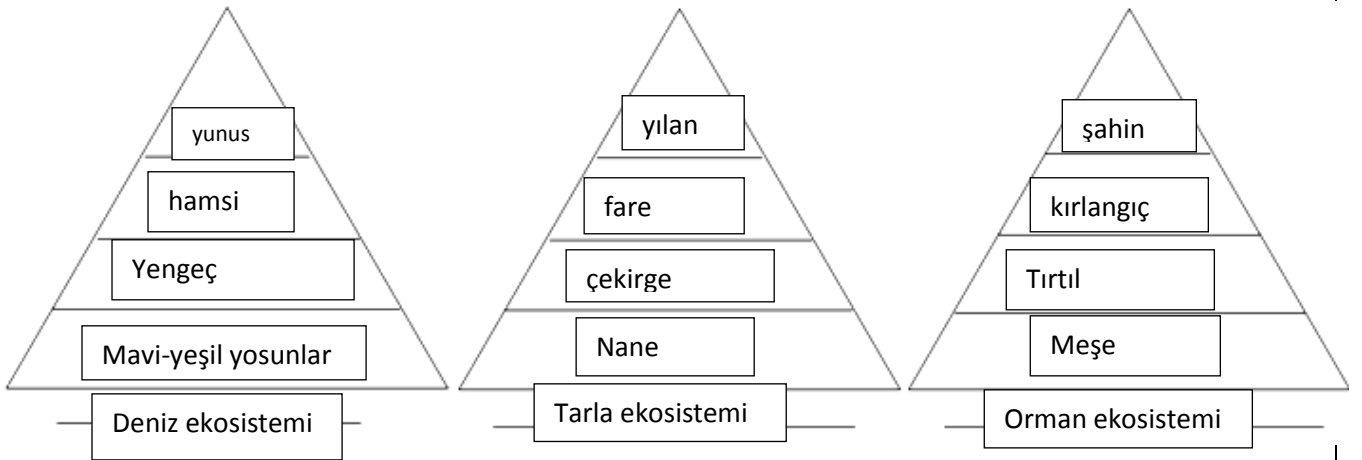 yunus
hamsi
Yengeç
Mavi-yeşil yosunlar
Deniz ekosistemi
yılan
fare
çekirge
Nane
Tarla ekosistemi
şahin
kırlangıç
Tırtıl
Meşe
Orman ekosistemi